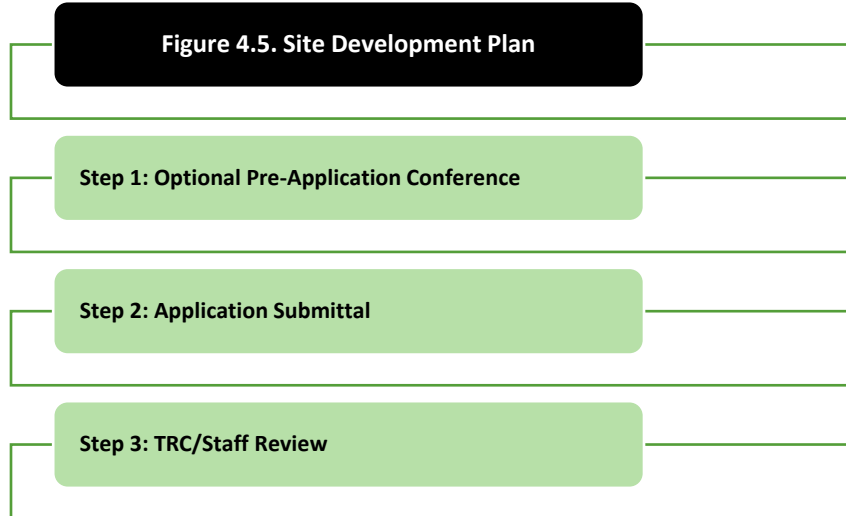 Figure 4.5. Site Development Plan
Step 1: Optional Pre-Application Conference
Step 2: Application Submittal
Step 3: TRC/Staff Review